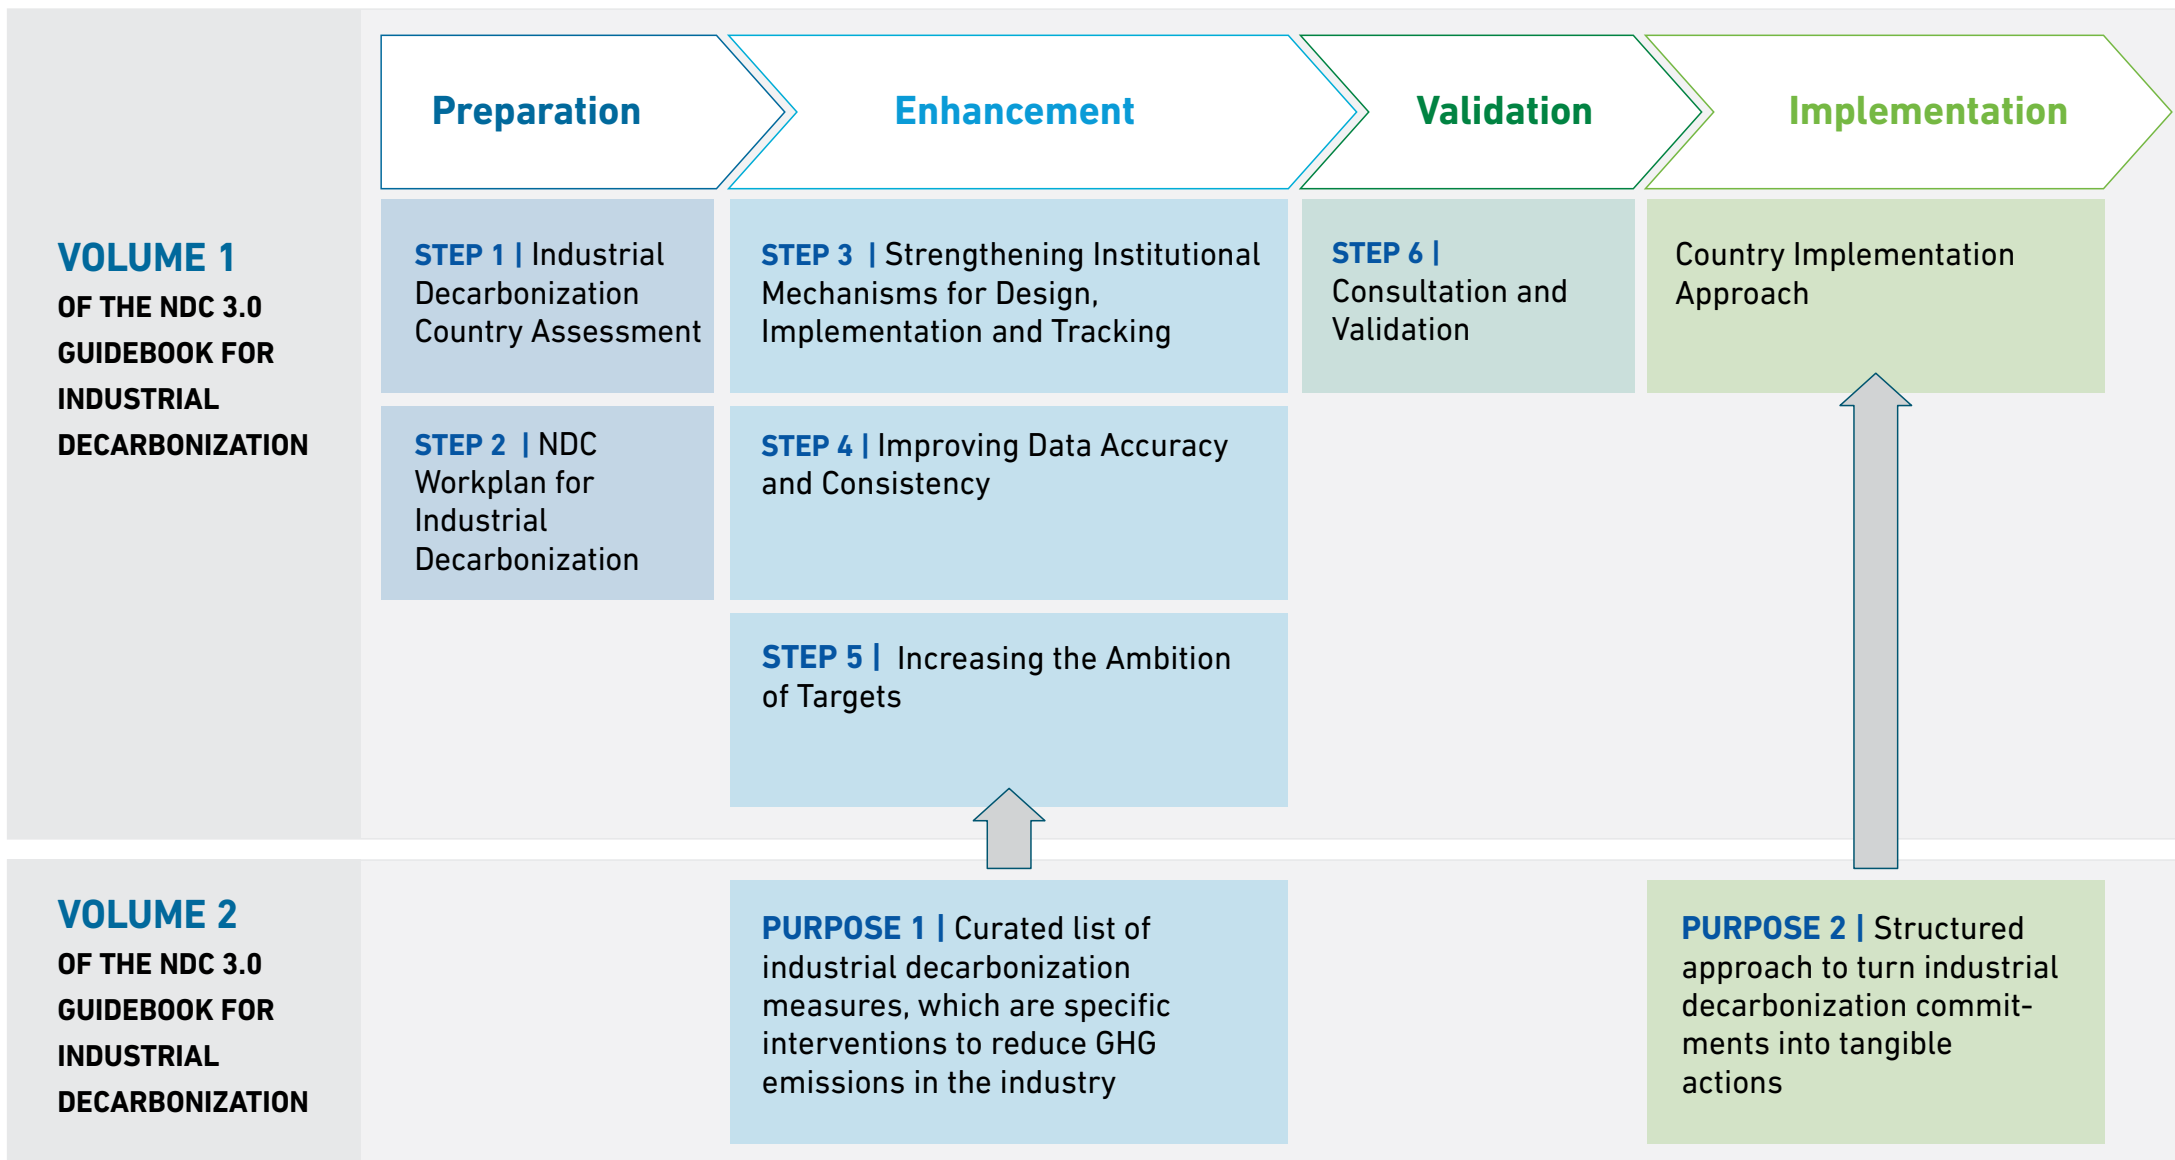 Preparation
Enhancement
Validation
Implementation
VOLUME 1
OF THE NDC 3.0
GUIDEBOOK FOR
INDUSTRIAL
DECARBONIZATION
STEP 1 | Industrial
Decarbonization
Country Assessment
STEP 2 | NDC
Workplan for
Industrial
Decarbonization
STEP 3 | Strengthening Institutional
Mechanisms for Design,
Implementation and Tracking
STEP 4 | Improving Data Accuracy
and Consistency
STEP 5 | Increasing the Ambition
of Targets
STEP 6 |
Consultation and
Validation
Country Implementation
Approach
VOLUME 2
OF THE NDC 3.0
GUIDEBOOK FOR
INDUSTRIAL
DECARBONIZATION
PURPOSE 1 | Curated list of
industrial decarbonization
measures, which are specific
interventions to reduce GHG
emissions in the industry
PURPOSE 2 | Structured
approach to turn industrial
decarbonization commit-
ments into tangible
actions